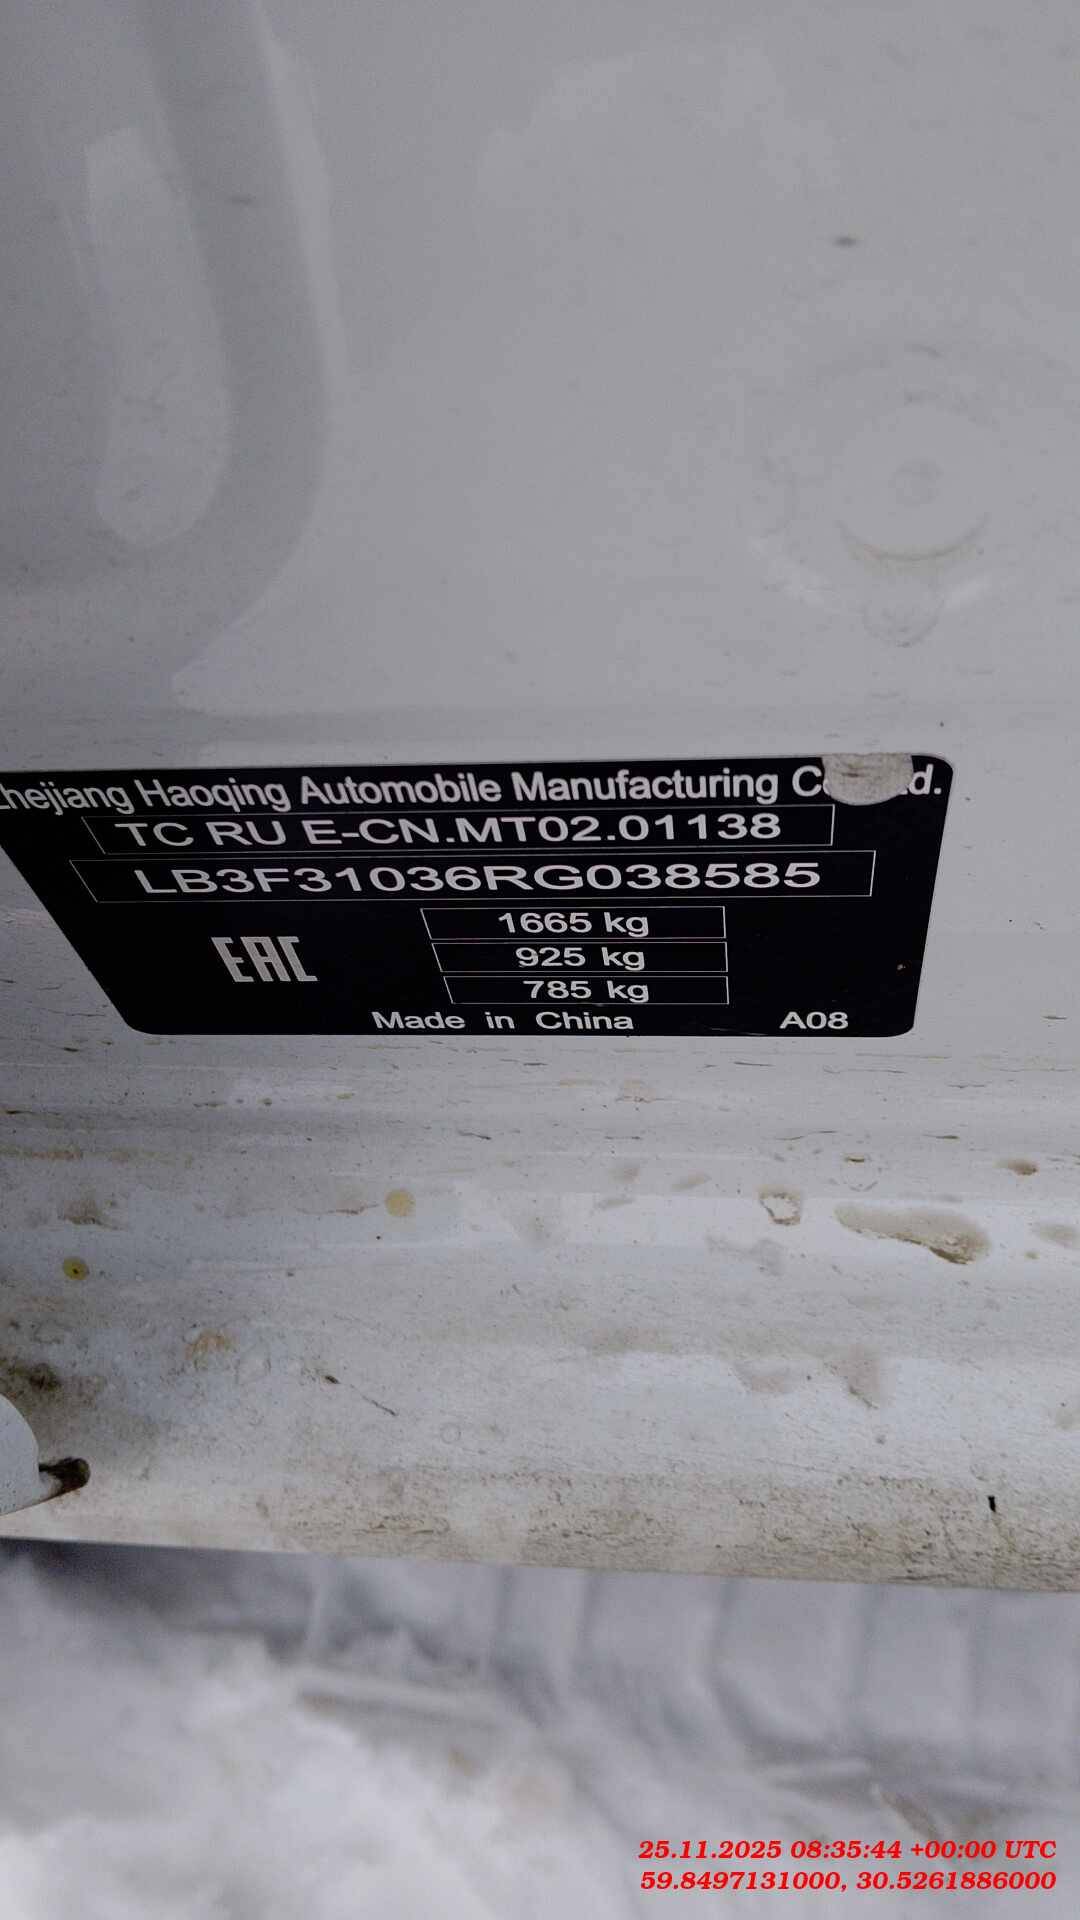 Zhejiang Haoqing Automobile Manufacturing Co. Ltd.
TC RU E-CN.MT02.01138
LB3F31036RG038585
1665 kg
EAC
925 kg
785 kg
Made in China A08
25.11.2025 08:35:44 +00:00 UTC
59.8497131000, 30.5261886000